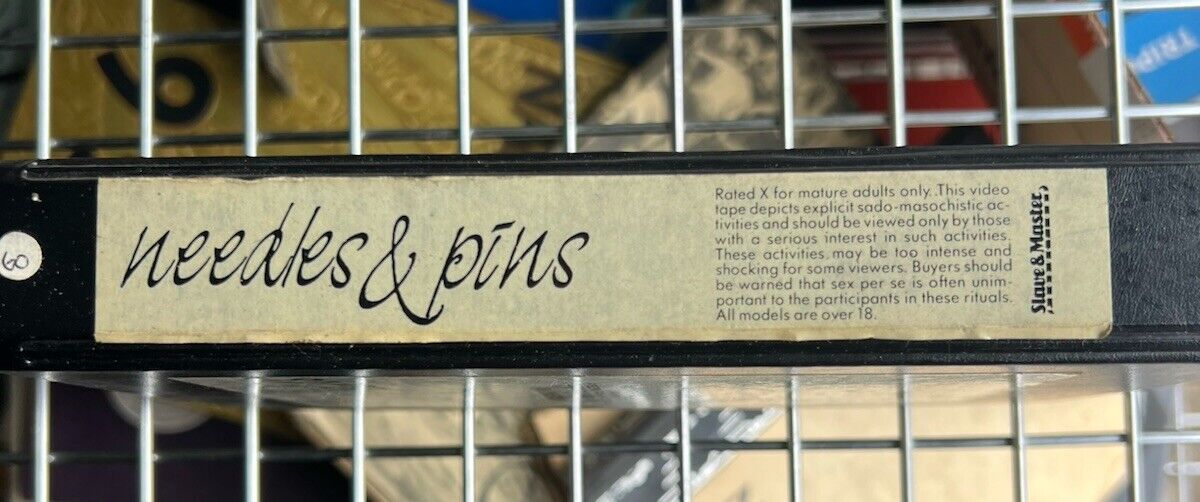 needles & pins
Rated X for mature adults only. This video
tape depicts explicit sado-masochistic ac-
tivities and should be viewed only by those
with a serious interest in such activities.
These activities may be too intense and
shocking for some viewers. Buyers should
be warned that sex per se is often unim-
portant to the participants in these rituals.
All models are over 18.
Slave & Master
60
6
TRIP